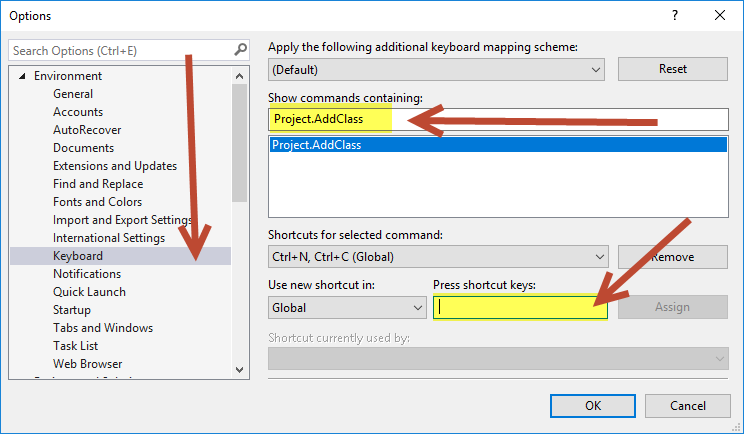 Options
Search Options (Ctrl+E)
Environment
General
Accounts
AutoRecover
Documents
Extensions and Updates
Find and Replace
Fonts and Colors
Import and Export Settings
International Settings
Keyboard
Notifications
Quick Launch
Startup
Tabs and Windows
Task List
Web Browser
Apply the following additional keyboard mapping scheme:
(Default)
Reset
Show commands containing:
Project.AddClass
Project.AddClass
Shortcuts for selected command:
Ctrl+N, Ctrl+C (Global)
Remove
Use new shortcut in:
Press shortcut keys:
Global
Assign
Shortcut currently used by:
OK
Cancel